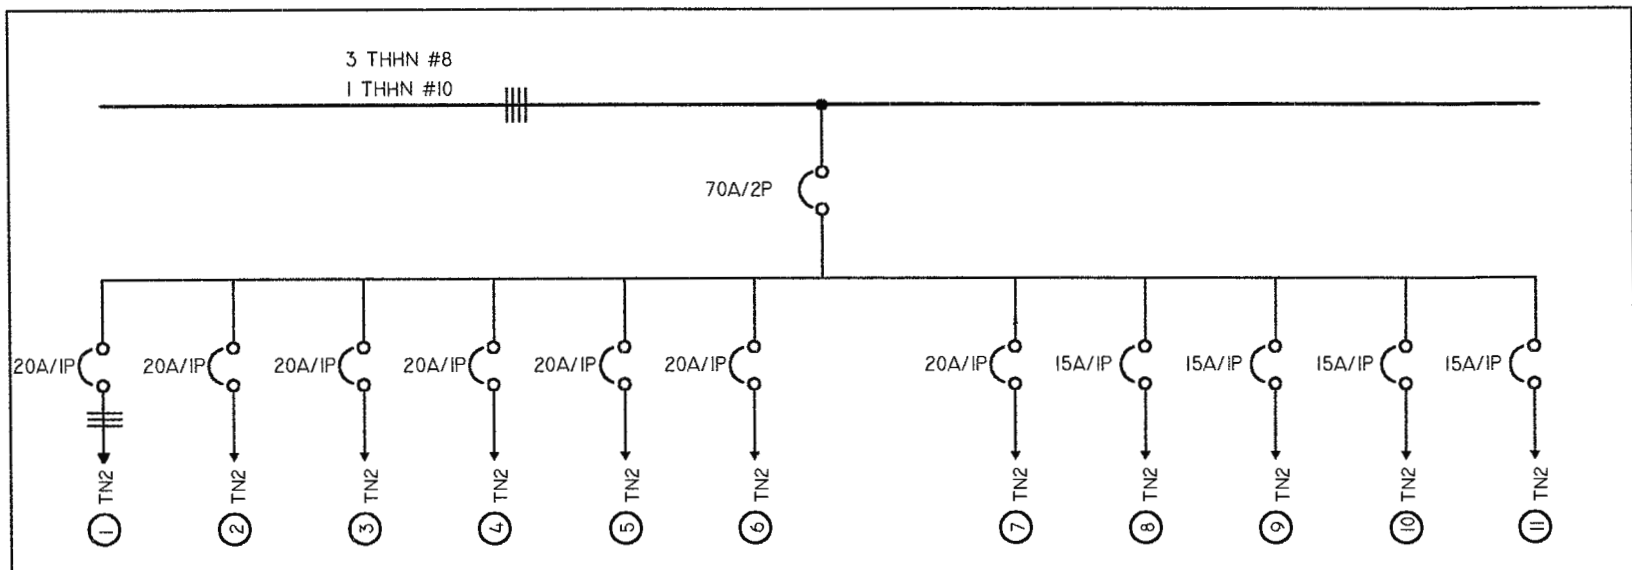 3 THHN #8
1 THHN #10
70A/2P
20A/1P 20A/1P 20A/1P 20A/1P 20A/1P 20A/1P 20A/1P 15A/1P 15A/1P 15A/1P 15A/1P
TN2 TN2 TN2 TN2 TN2 TN2 TN2 TN2 TN2 TN2 TN2
1 2 3 4 5 6 7 8 9 10 11